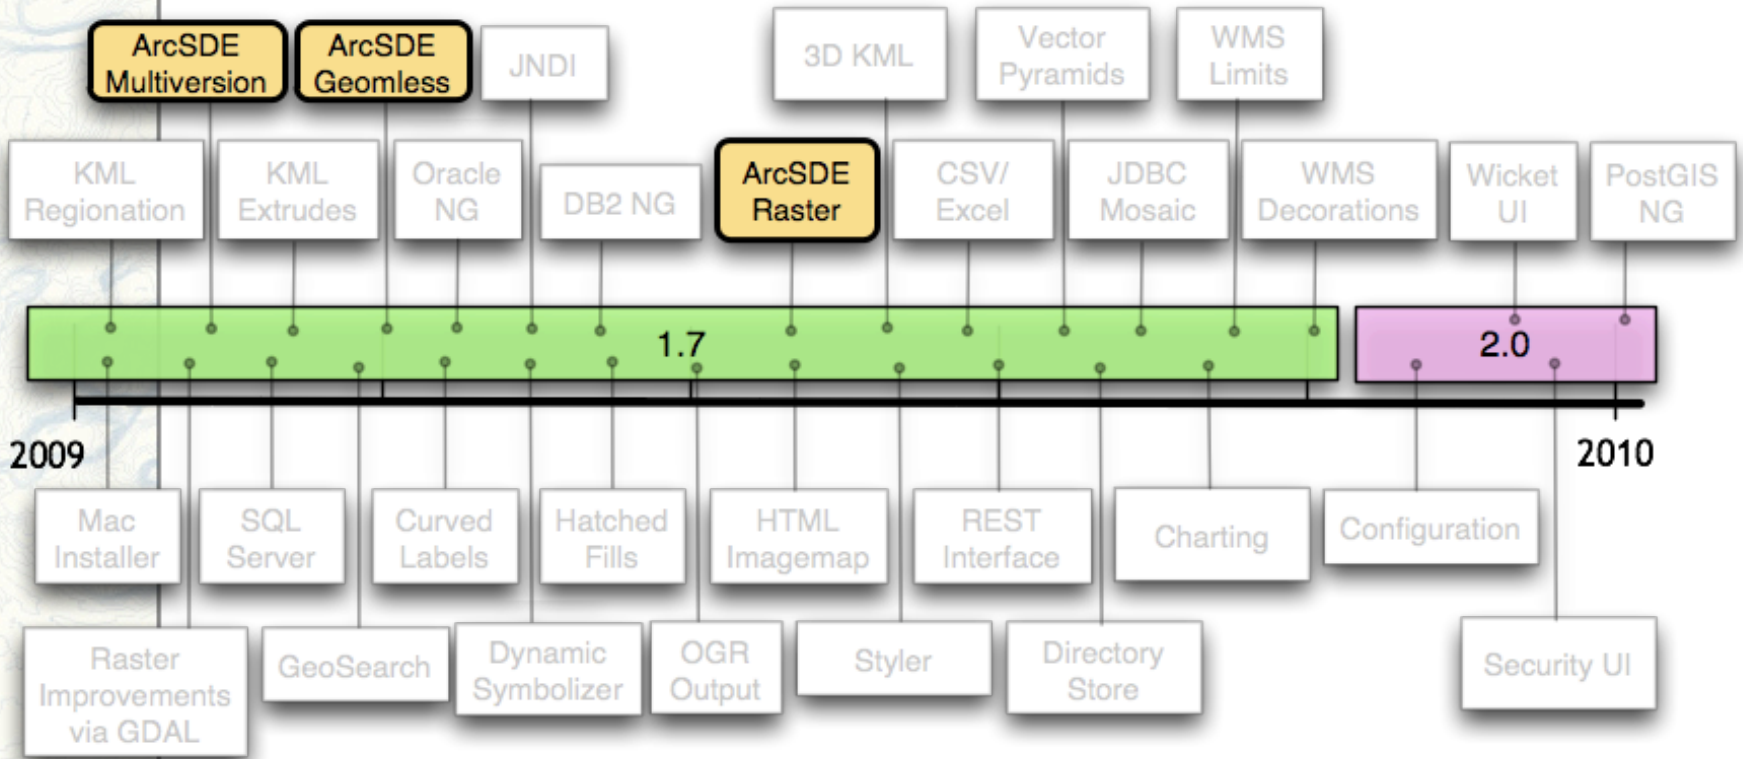 ArcSDE
Multiversion
ArcSDE
Geomless
JNDI
3D KML
Vector
Pyramids
WMS
Limits
KML
Regionation
KML
Extrudes
Oracle
NG
DB2 NG
ArcSDE
Raster
CSV/
Excel
JDBC
Mosaic
WMS
Decorations
Wicket
UI
PostGIS
NG
1.7
2.0
2009
2010
Mac
Installer
SQL
Server
Curved
Labels
Hatched
Fills
HTML
Imagemap
REST
Interface
Charting
Configuration
Raster
Improvements
via GDAL
GeoSearch
Dynamic
Symbolizer
OGR
Output
Styler
Directory
Store
Security UI